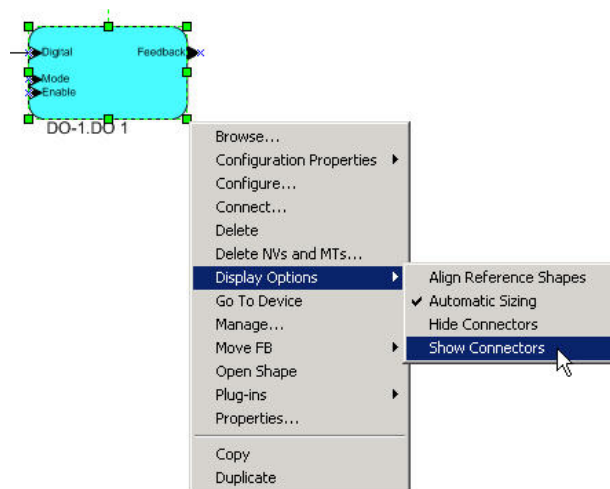 Digital Feedback
Mode
Enable
DO-1.DO 1
Browse...
Configuration Properties
Configure...
Connect...
Delete
Delete NVs and MTs...
Display Options
Go To Device
Manage...
Move FB
Open Shape
Plug-ins
Properties...
Copy
Duplicate
Align Reference Shapes
Automatic Sizing
Hide Connectors
Show Connectors